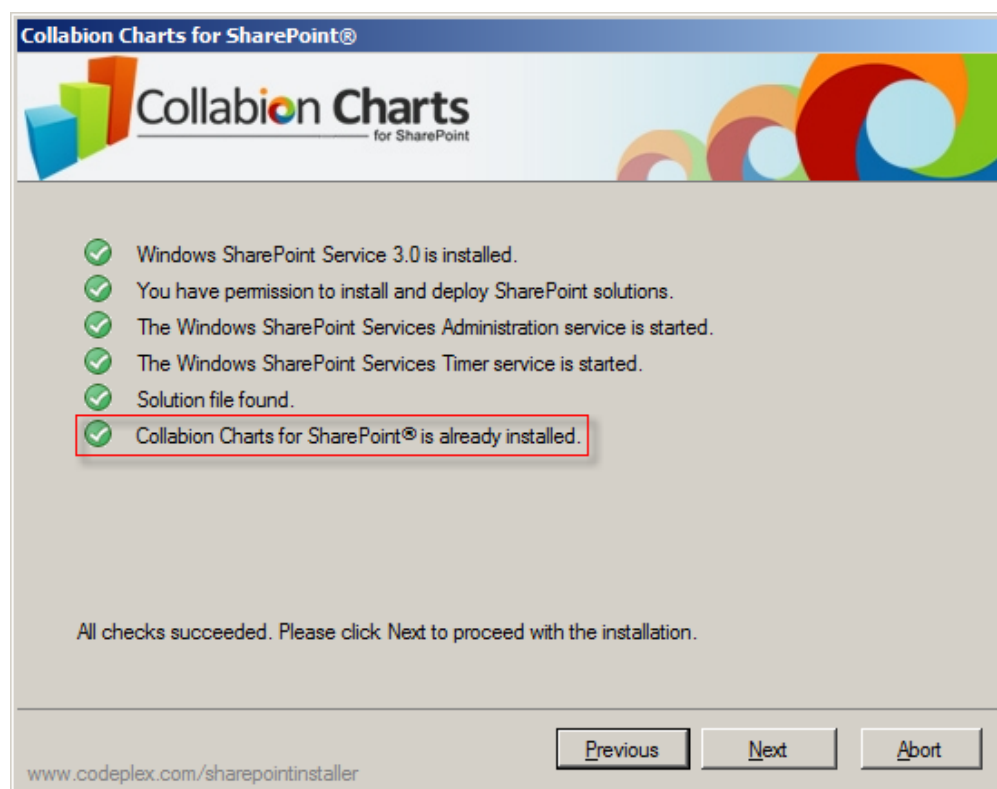 Collabion Charts for SharePoint®
Collabion Charts
for SharePoint
Windows SharePoint Service 3.0 is installed.
You have permission to install and deploy SharePoint solutions.
The Windows SharePoint Services Administration service is started.
The Windows SharePoint Services Timer service is started.
Solution file found.
Collabion Charts for SharePoint® is already installed.
All checks succeeded. Please click Next to proceed with the installation.
Previous Next Abort
www.codeplex.com/sharepointinstaller